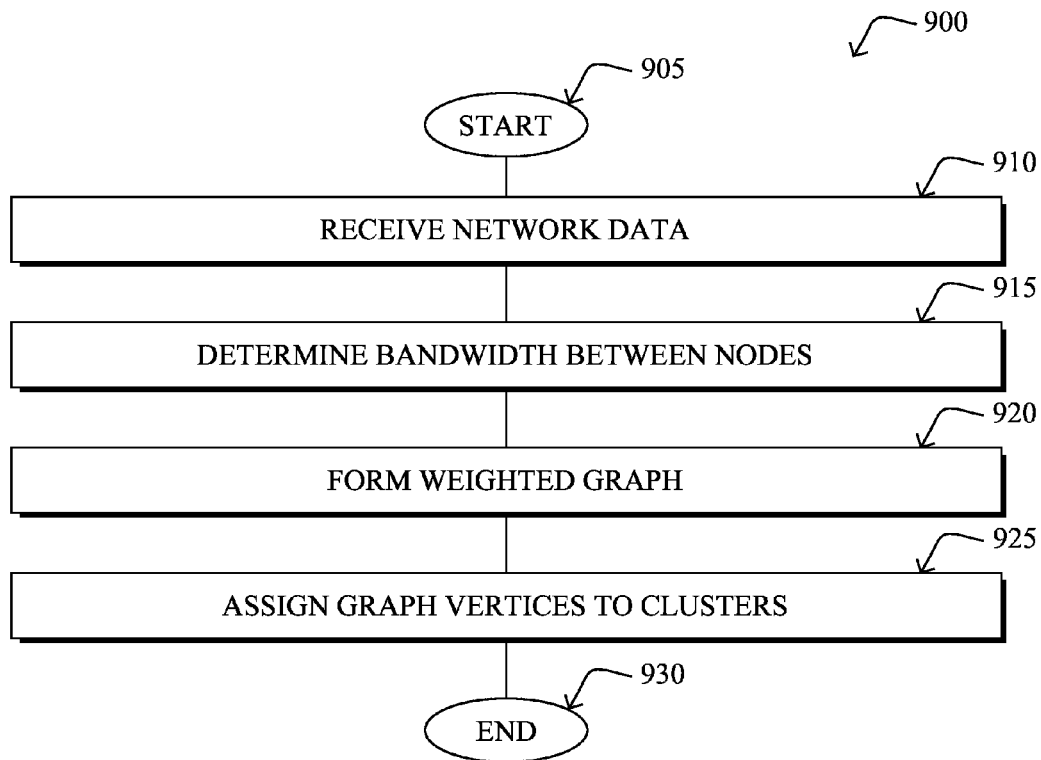 900
905
START
910
RECEIVE NETWORK DATA
915
DETERMINE BANDWIDTH BETWEEN NODES
920
FORM WEIGHTED GRAPH
925
ASSIGN GRAPH VERTICES TO CLUSTERS
930
END